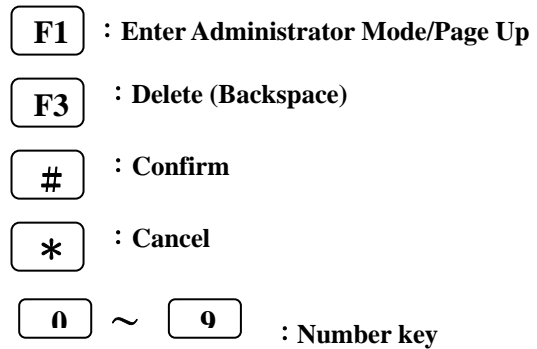 F1 ：Enter Administrator Mode/Page Up
F3 ：Delete (Backspace)
# ：Confirm
* ：Cancel
0 ～ 9 ：Number key